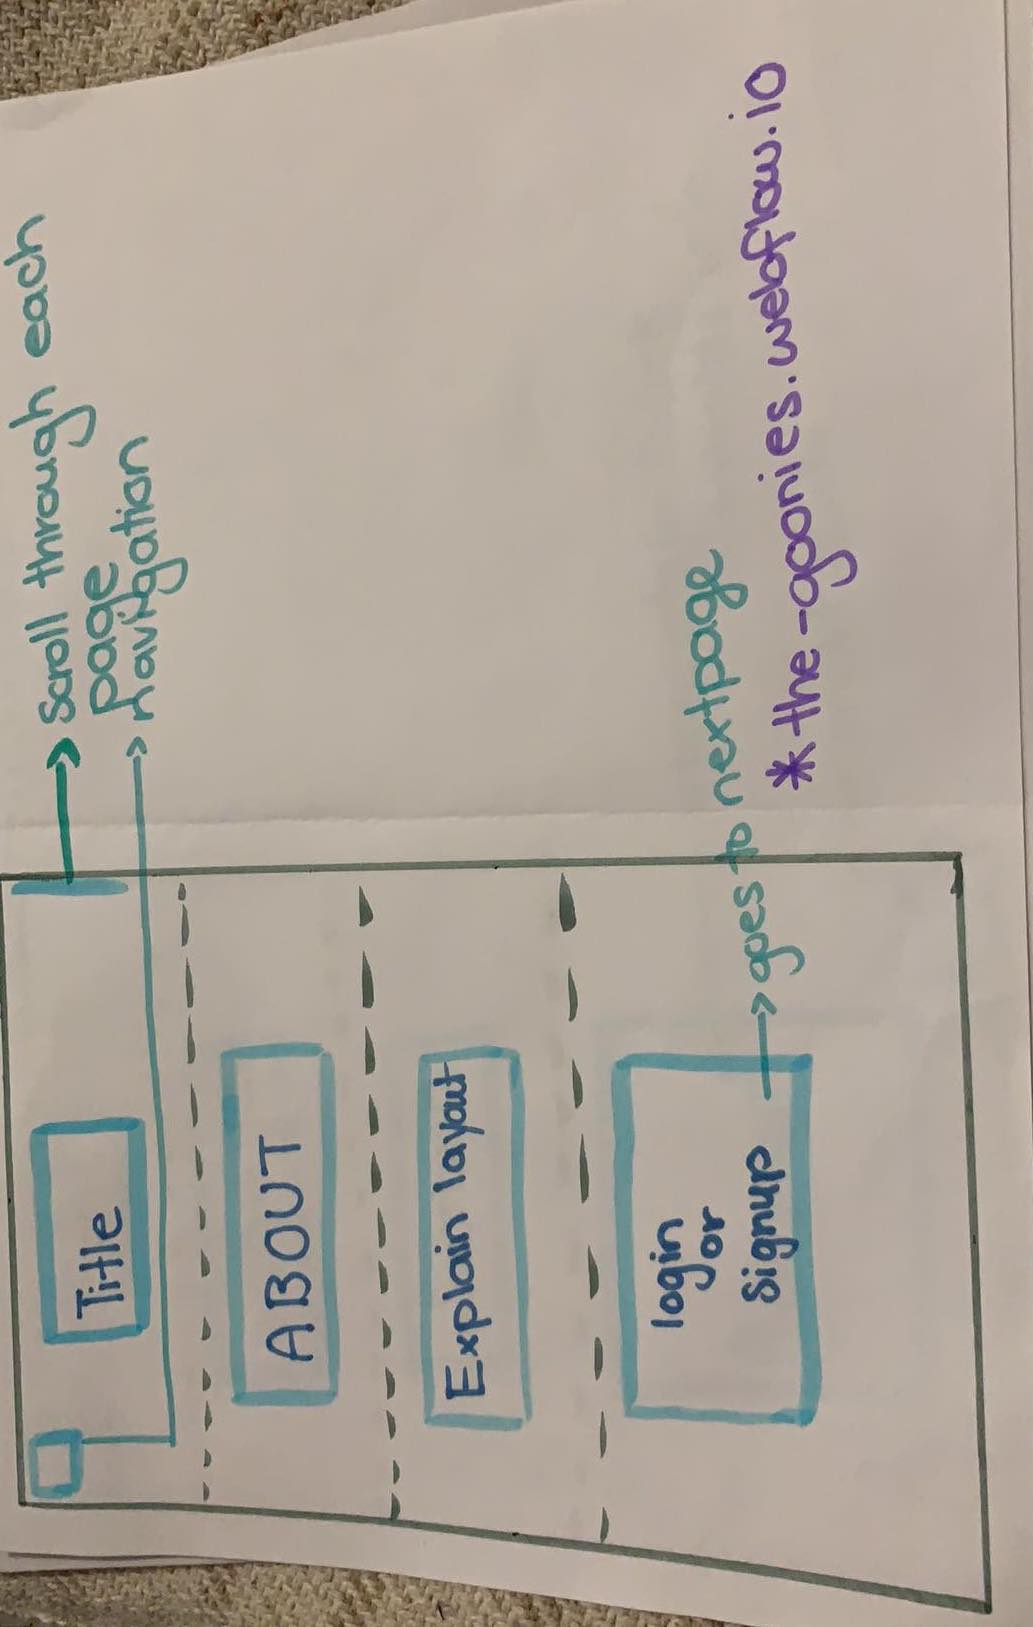 Title
→ Scroll through each
page
→ navigation
ABOUT
Explain layout
login
or
Signup
→ goes to nextpage
* the-goonies.webflow.io